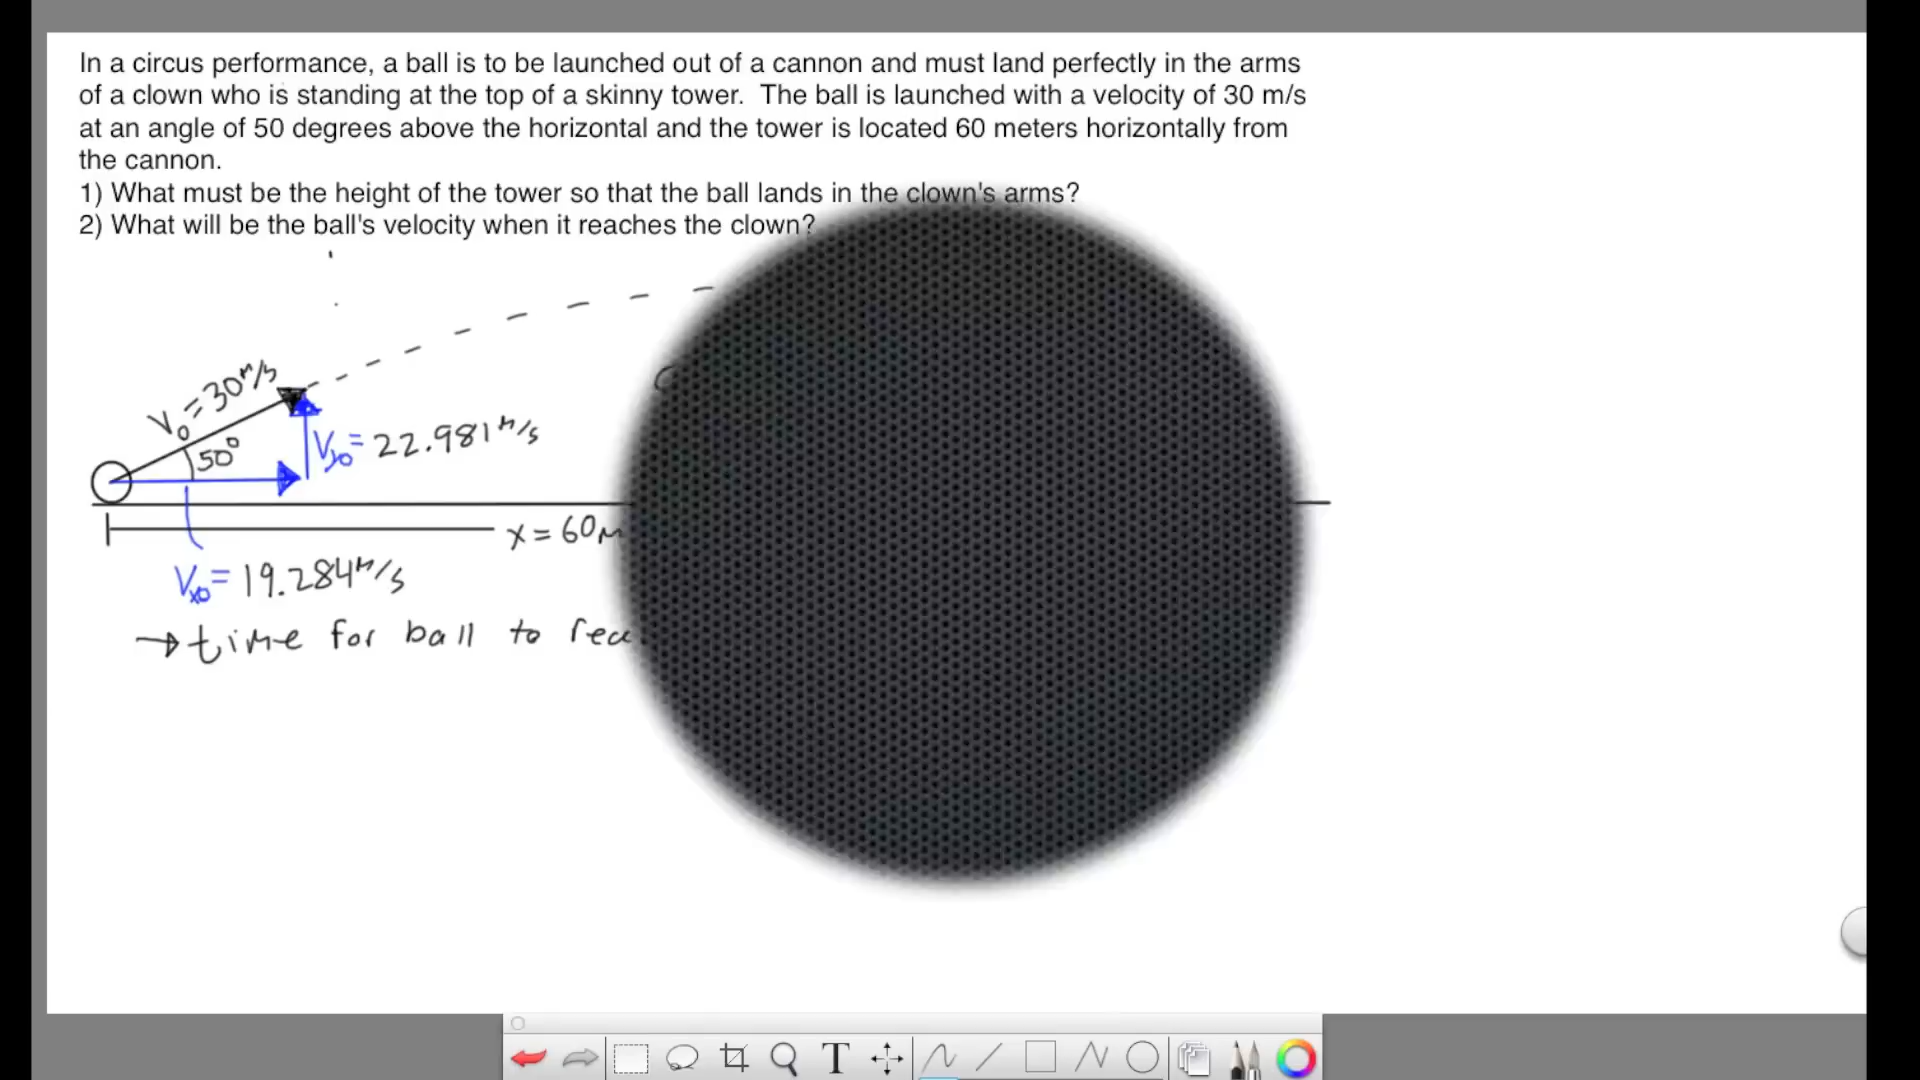 In a circus performance, a ball is to be launched out of a cannon and must land perfectly in the arms
of a clown who is standing at the top of a skinny tower. The ball is launched with a velocity of 30 m/s
at an angle of 50 degrees above the horizontal and the tower is located 60 meters horizontally from
the cannon.
1) What must be the height of the tower so that the ball lands in the clown's arms?
2) What will be the ball's velocity when it reaches the clown?
V₀ = 30 m/s
50°
Vy₀ = 22.981 m/s
x = 60m
Vx₀ = 19.284 m/s
→ time for ball to
T